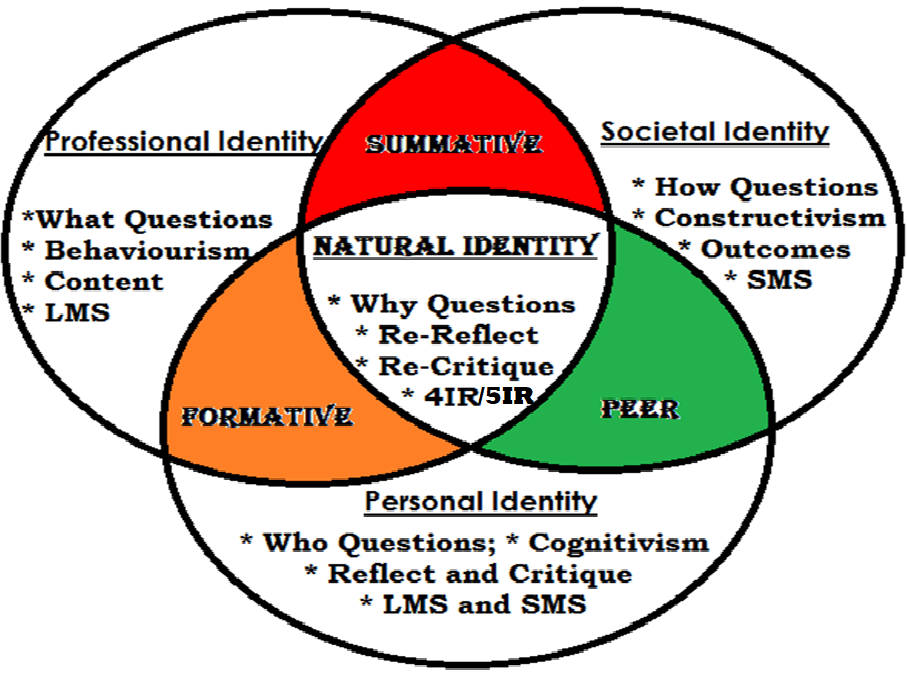 SUMMATIVE
Professional Identity
*What Questions
* Behaviourism
* Content
* LMS
Societal Identity
* How Questions
* Constructivism
* Outcomes
* SMS
NATURAL IDENTITY
* Why Questions
* Re-Reflect
* Re-Critique
* 4IR/5IR
FORMATIVE
PEER
Personal Identity
* Who Questions; * Cognitivism
* Reflect and Critique
* LMS and SMS